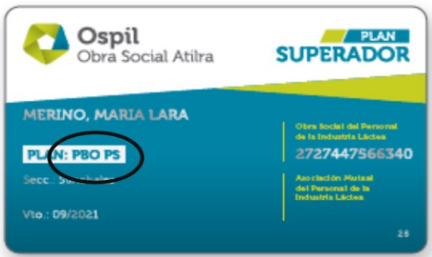 Ospil
Obra Social Atilra
PLAN
SUPERADOR
MERINO, MARIA LARA
PLAN: PBO PS
Secc.:
Vto.: 09/2021
Obra Social del Personal
de la Industria Láctea
2727447566340
Asociación Mutual
del Personal de la
Industria Láctea
28